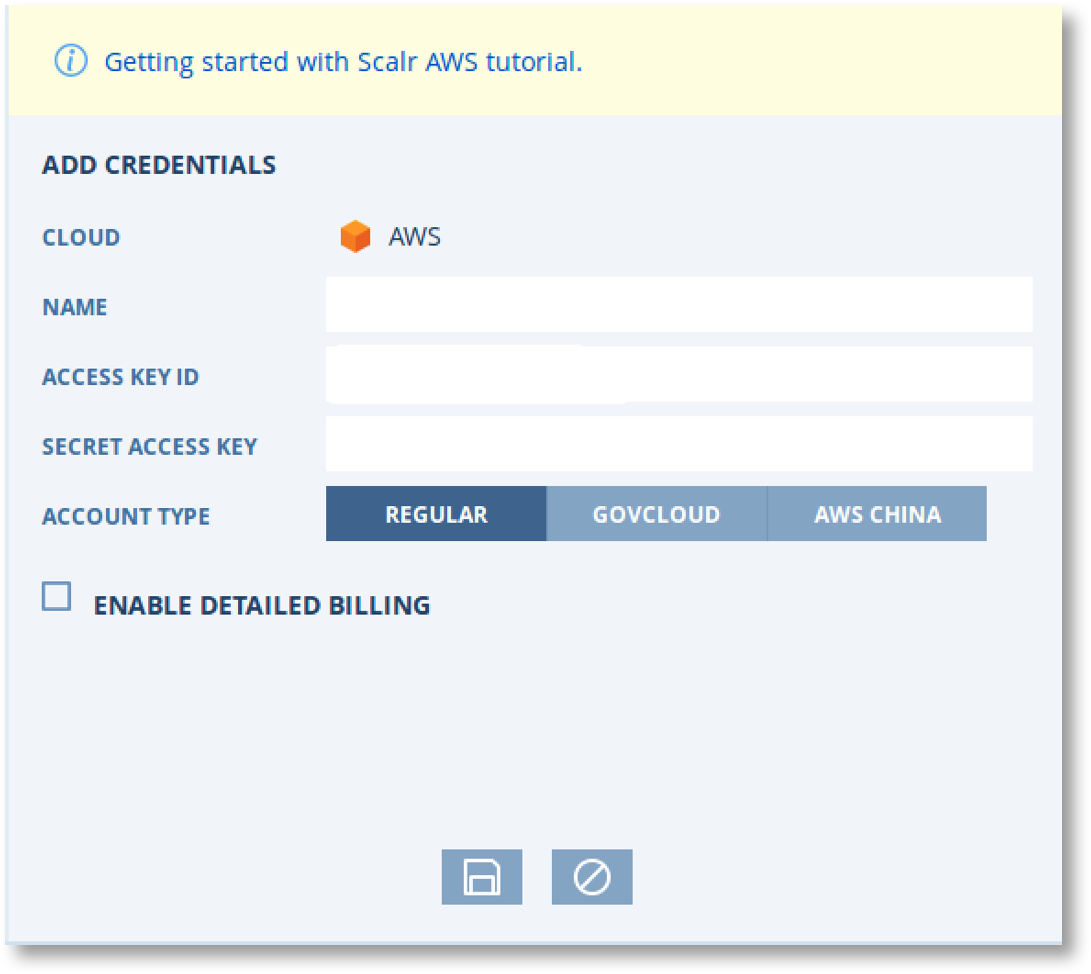 Getting started with Scalr AWS tutorial.
ADD CREDENTIALS
CLOUD AWS
NAME
ACCESS KEY ID
SECRET ACCESS KEY
ACCOUNT TYPE REGULAR GOVCLOUD AWS CHINA
ENABLE DETAILED BILLING